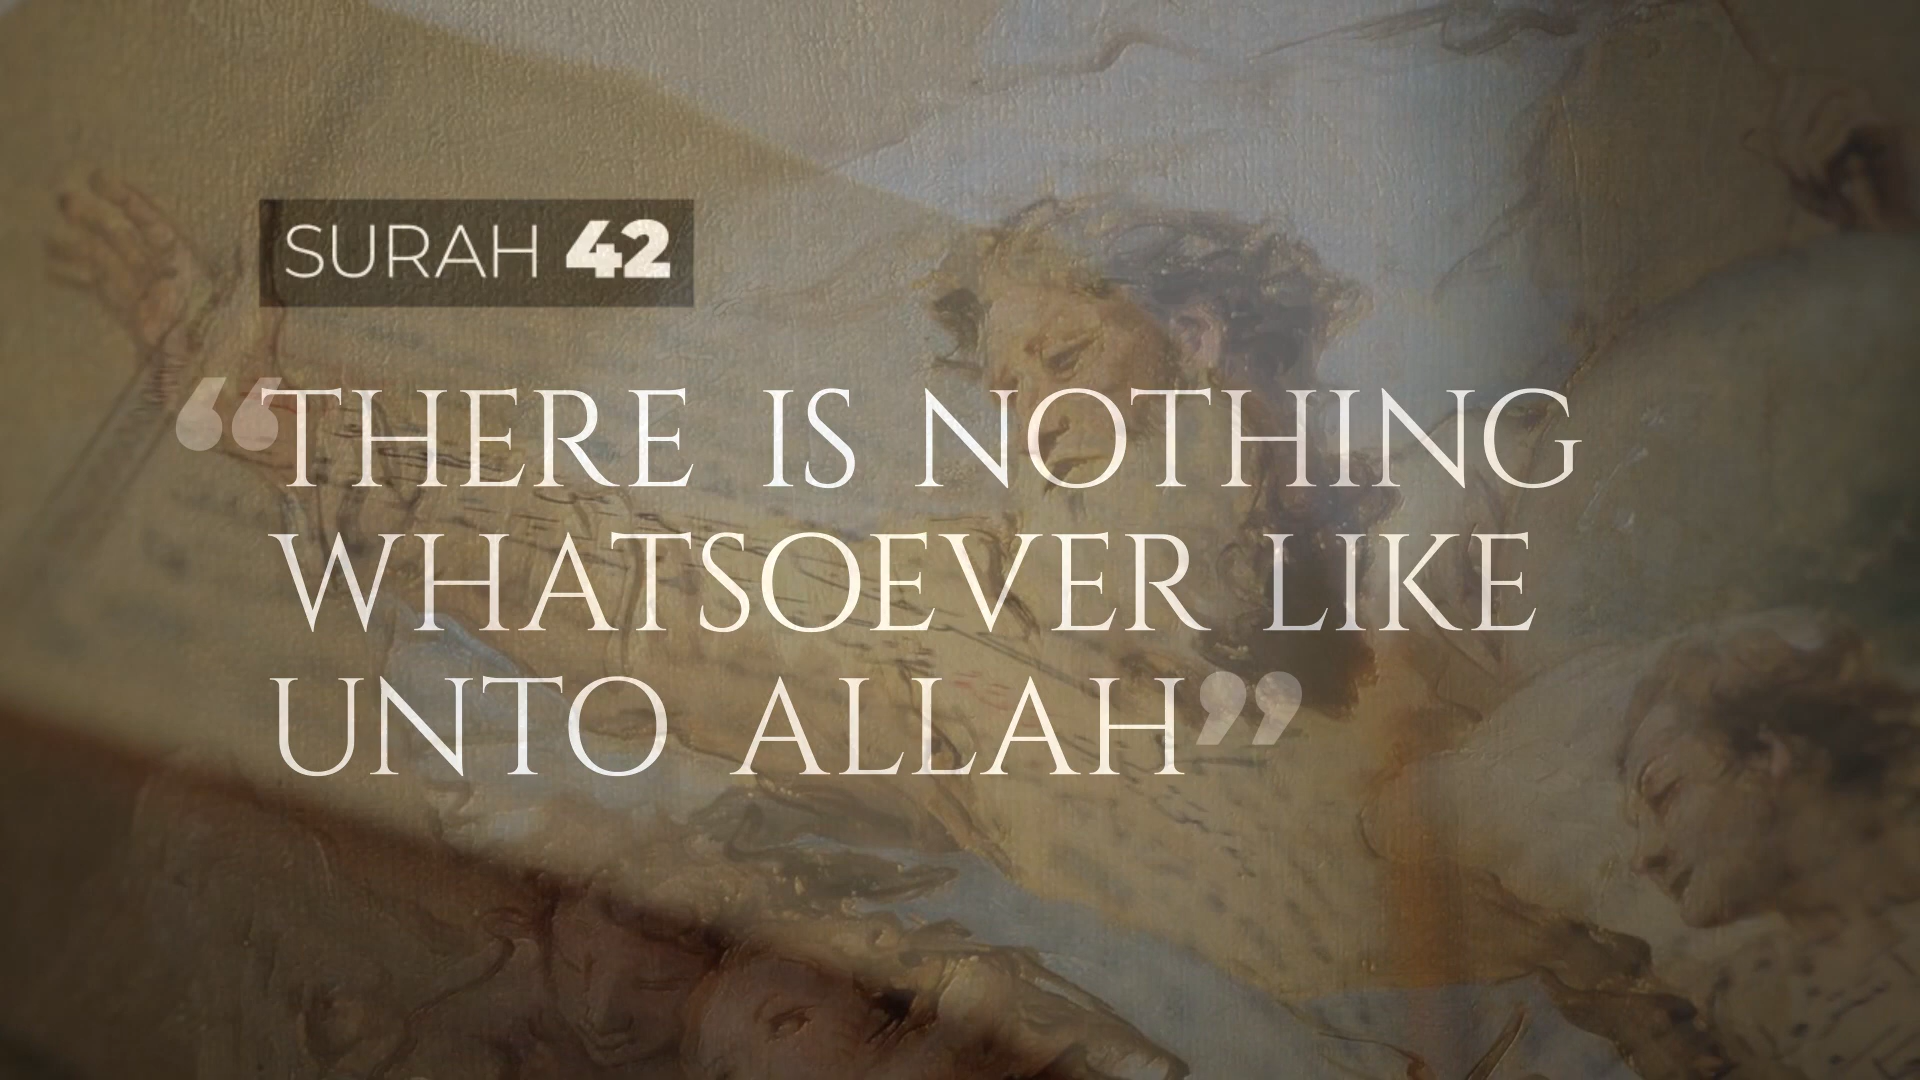 SURAH 42
“THERE IS NOTHING
WHATSOEVER LIKE
UNTO ALLAH”